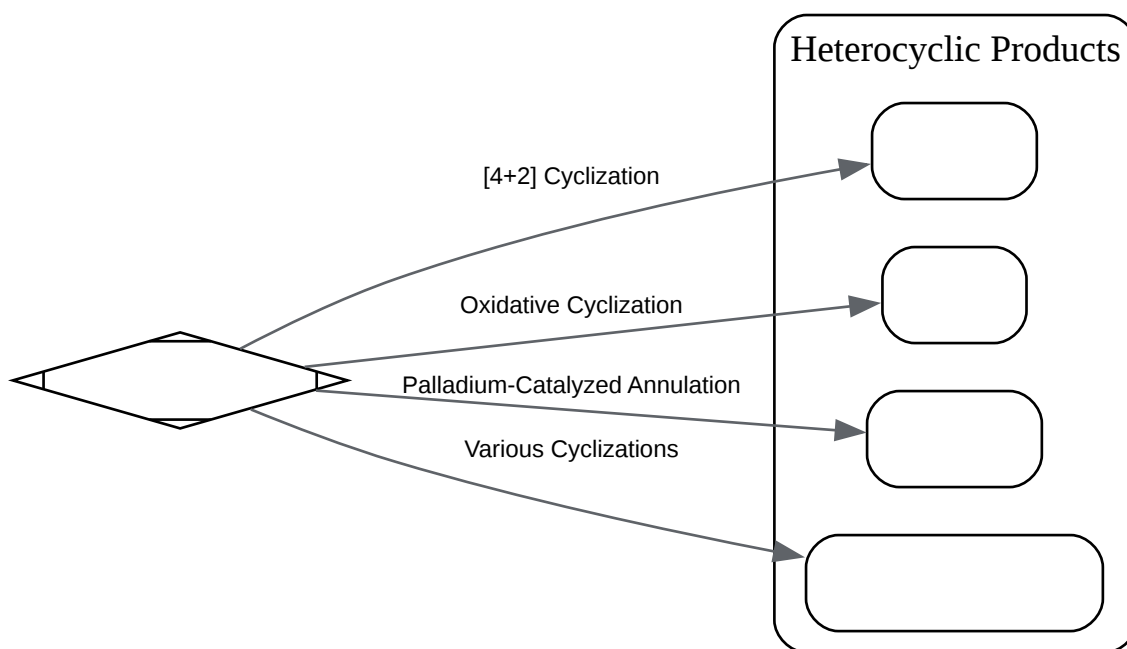 Heterocyclic Products
[4+2] Cyclization
Oxidative Cyclization
Palladium-Catalyzed Annulation
Various Cyclizations